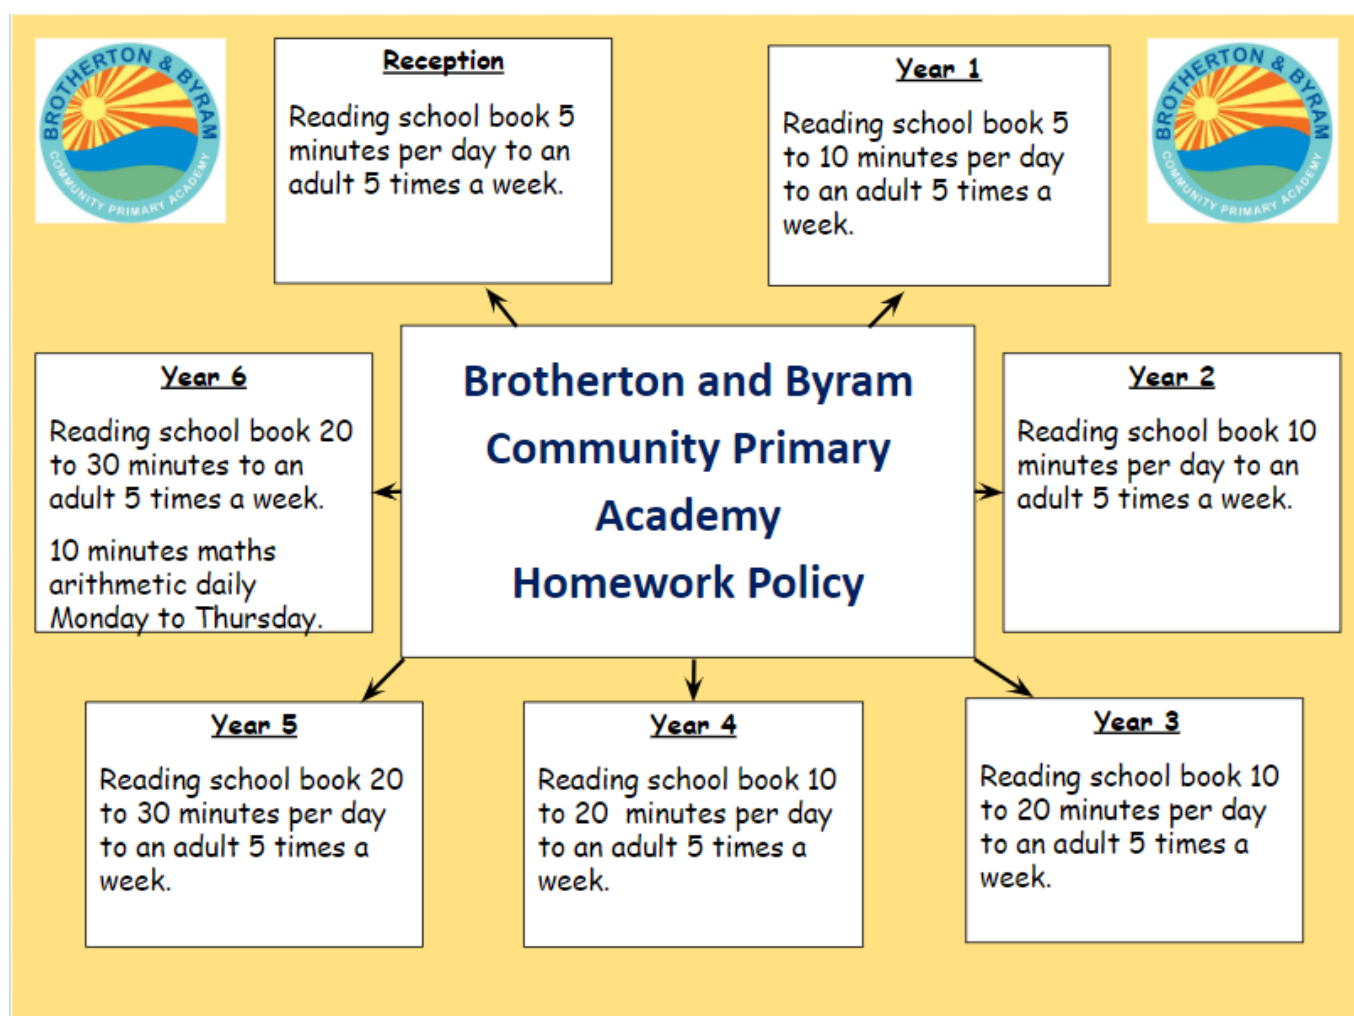 BROTHERTON & BYRAM
COMMUNITY PRIMARY ACADEMY
Reception
Reading school book 5
minutes per day to an
adult 5 times a week.
Year 1
Reading school book 5
to 10 minutes per day
to an adult 5 times a
week.
BROTHERTON & BYRAM
COMMUNITY PRIMARY ACADEMY
Brotherton and Byram
Community Primary
Academy
Homework Policy
Year 2
Reading school book 10
minutes per day to an
adult 5 times a week.
Year 3
Reading school book 10
to 20 minutes per day
to an adult 5 times a
week.
Year 4
Reading school book 10
to 20  minutes per day
to an adult 5 times a
week.
Year 5
Reading school book 20
to 30 minutes per day
to an adult 5 times a
week.
Year 6
Reading school book 20
to 30 minutes to an
adult 5 times a week.
10 minutes maths
arithmetic daily
Monday to Thursday.